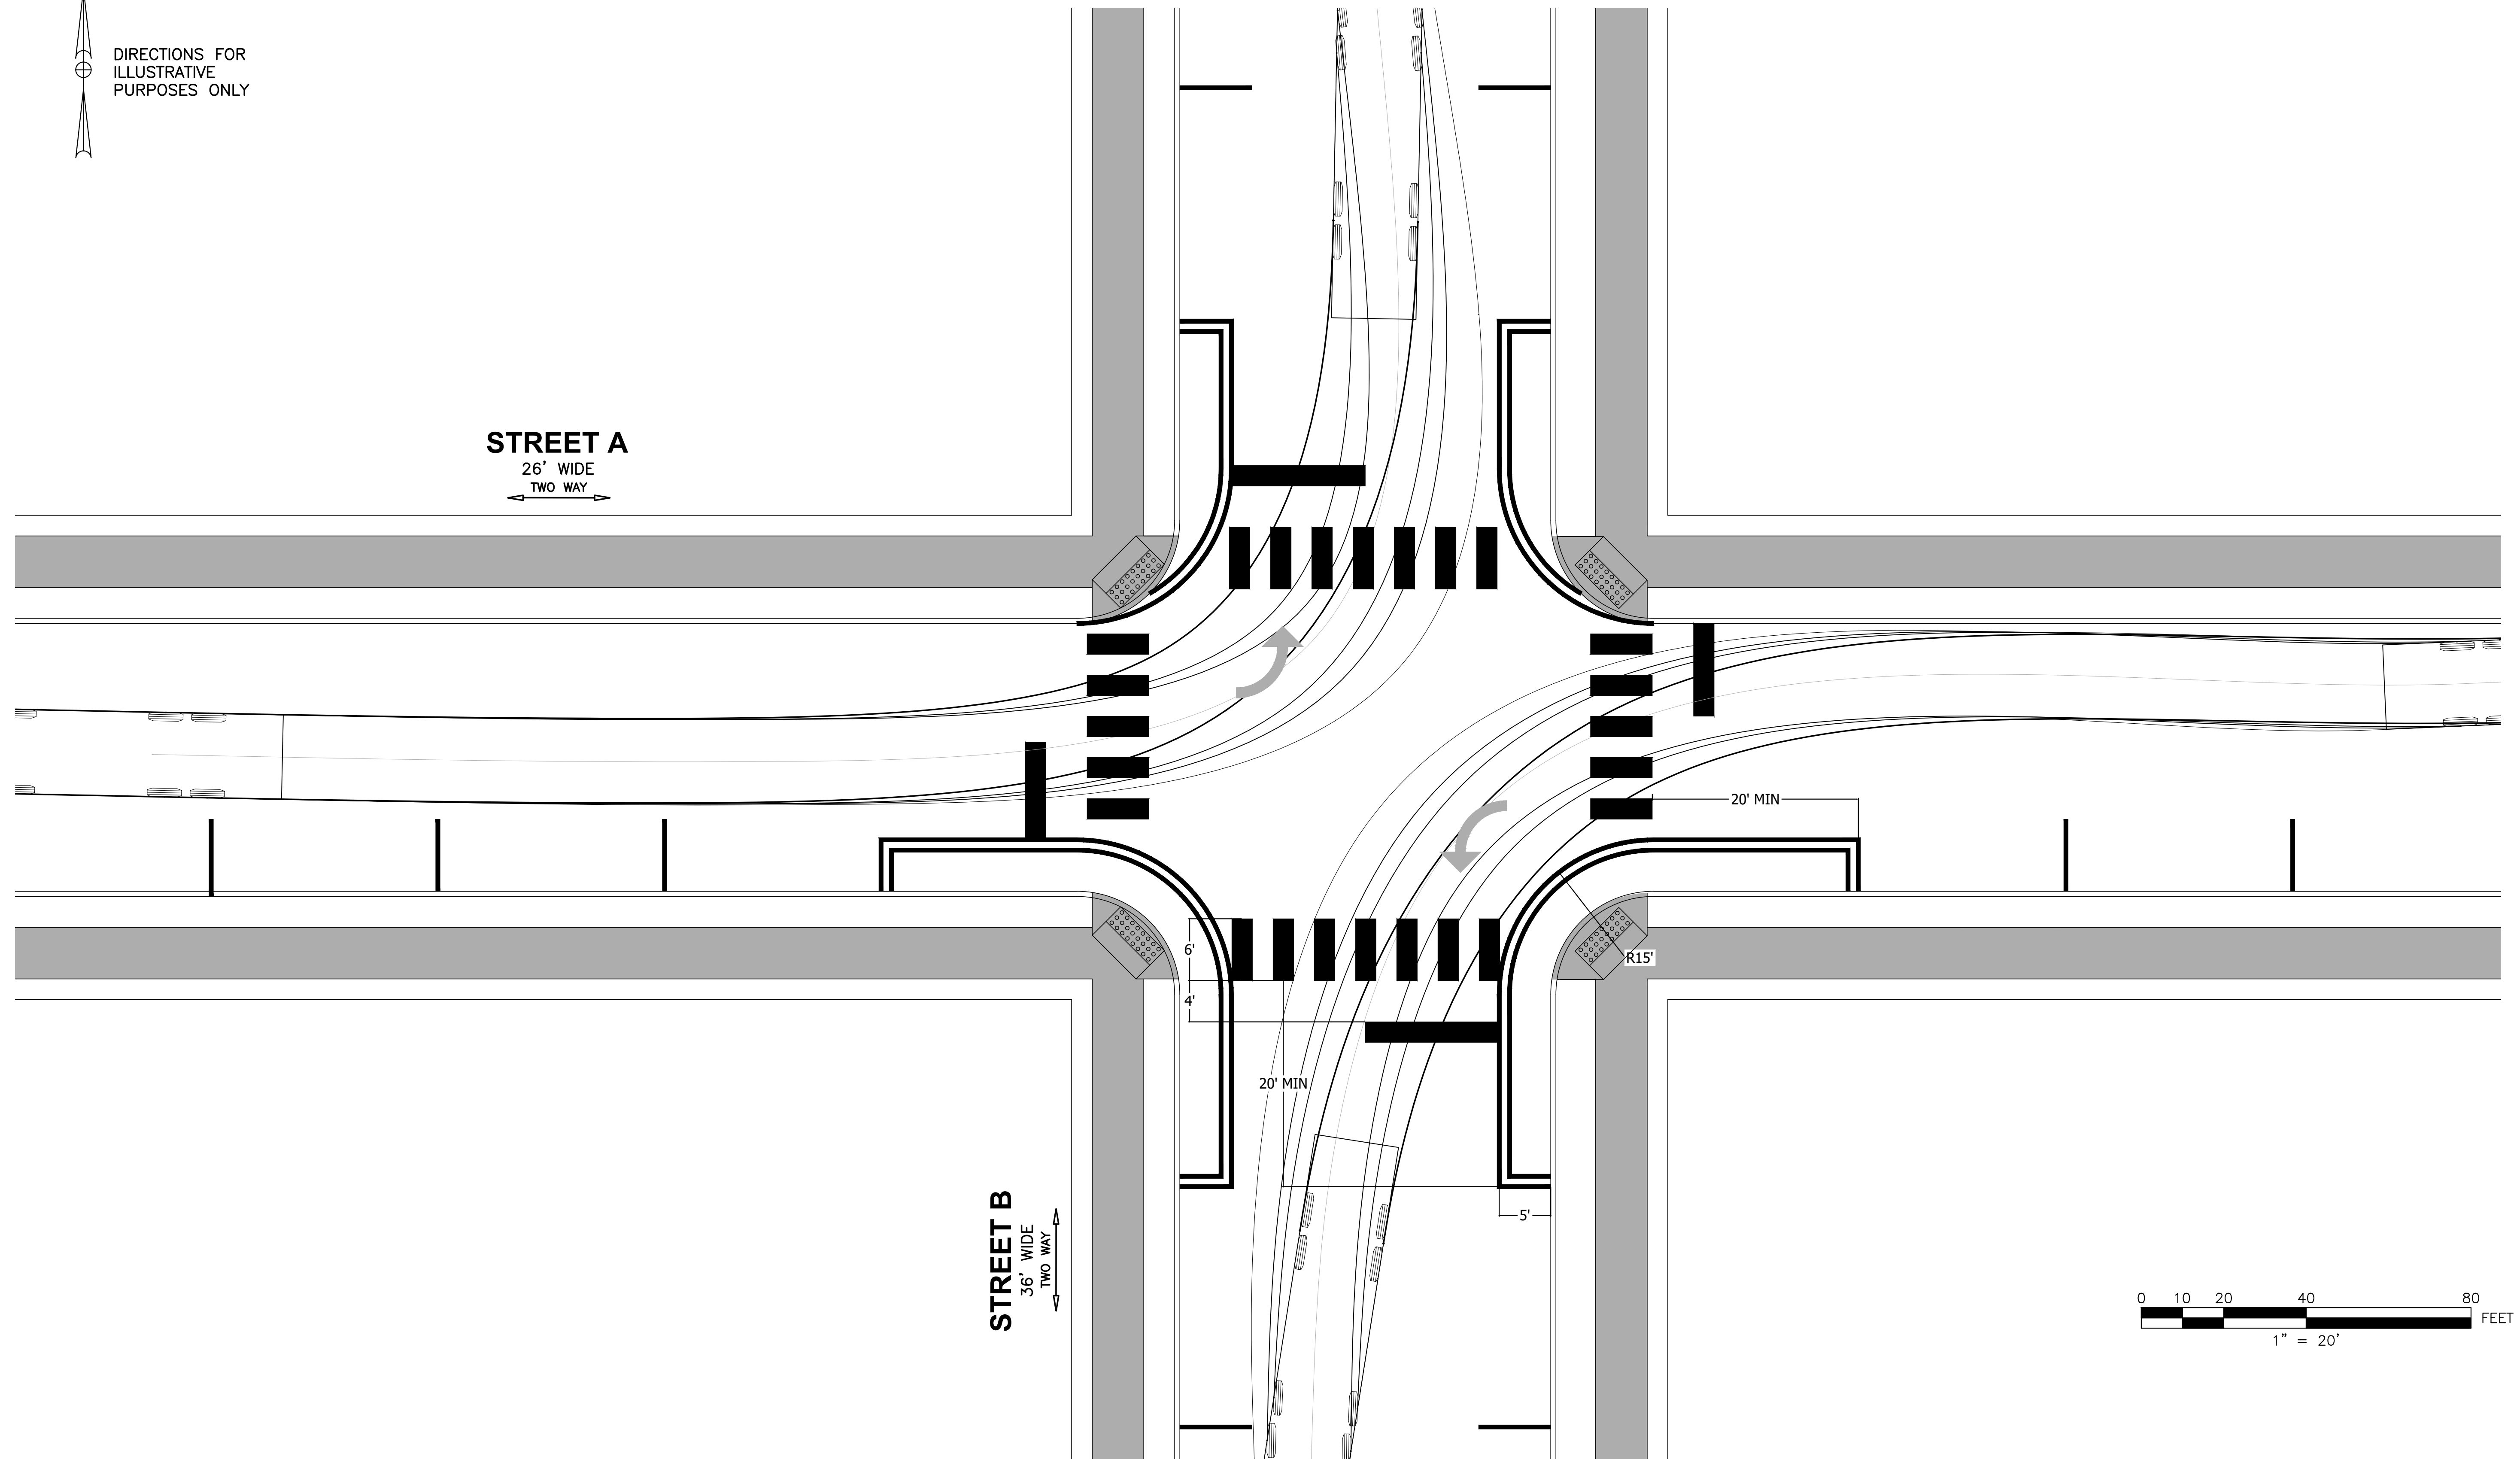 DIRECTIONS FOR
ILLUSTRATIVE
PURPOSES ONLY
STREET A
26' WIDE
TWO WAY
20' MIN
R15'
6'
4'
20' MIN
5'
STREET B
36' WIDE
TWO WAY
0 10 20 40 80
FEET
1" = 20'